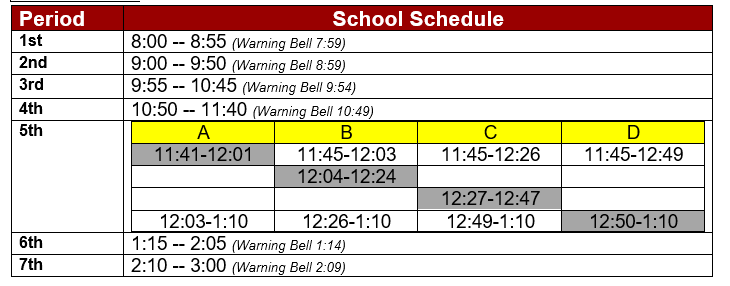 Period School Schedule
1st 8:00 -- 8:55 (Warning Bell 7:59)
2nd 9:00 -- 9:50 (Warning Bell 8:59)
3rd 9:55 -- 10:45 (Warning Bell 9:54)
4th 10:50 -- 11:40 (Warning Bell 10:49)
5th A B C D
11:41-12:01 11:45-12:03 11:45-12:26 11:45-12:49
12:04-12:24
12:27-12:47
12:03-1:10 12:26-1:10 12:49-1:10 12:50-1:10
6th 1:15 -- 2:05 (Warning Bell 1:14)
7th 2:10 -- 3:00 (Warning Bell 2:09)